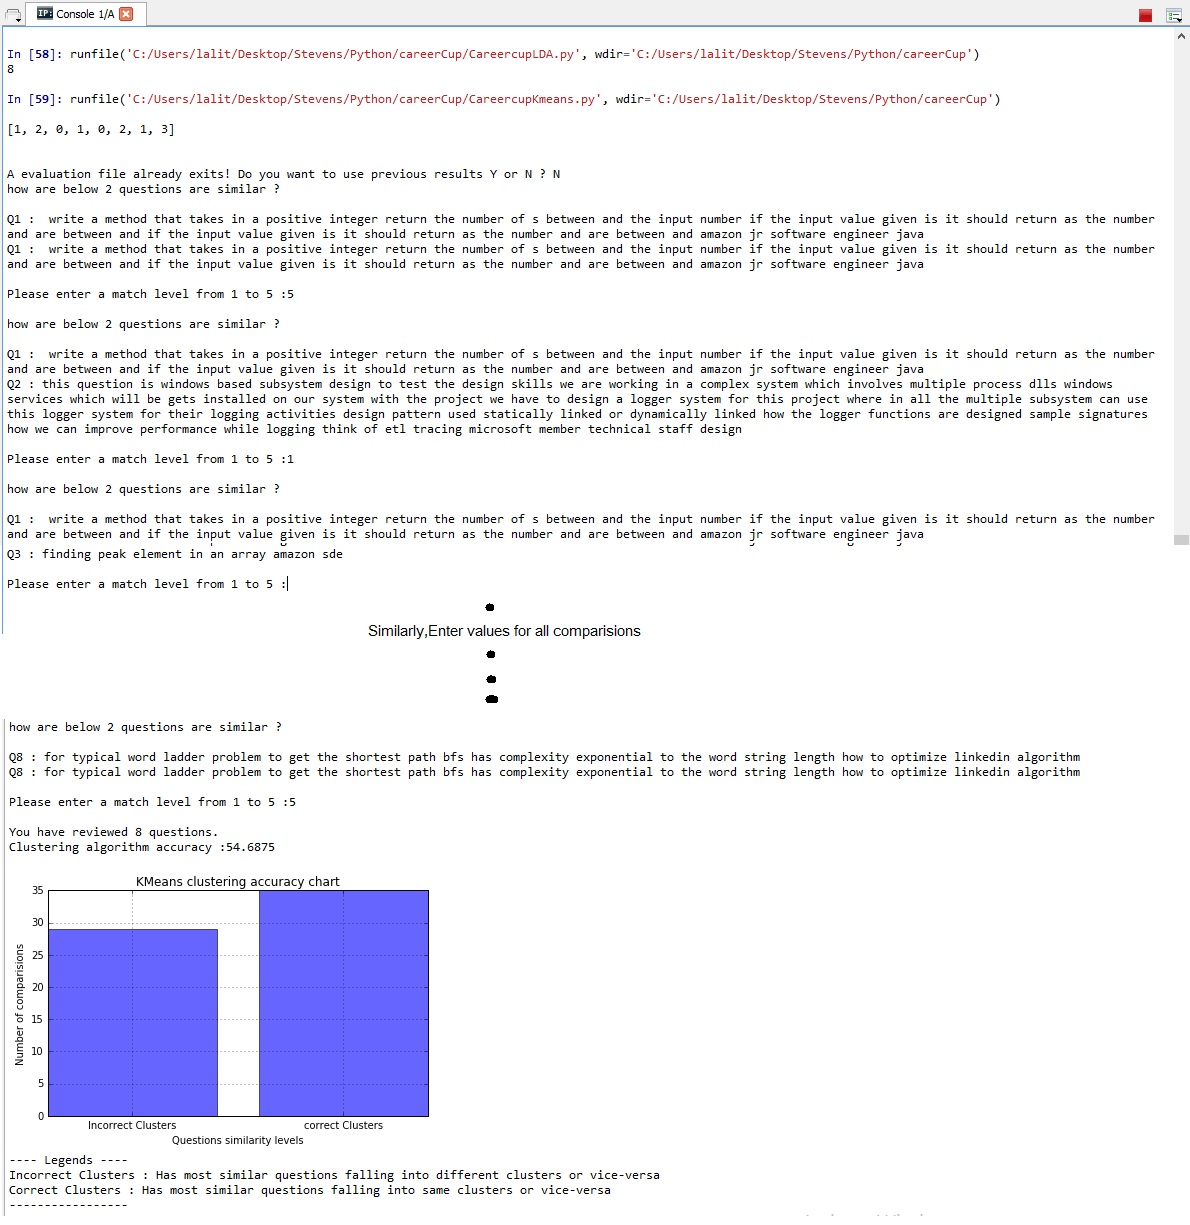 IP: Console 1/A
In [58]: runfile('C:/Users/lalit/Desktop/Stevens/Python/careerCup/CareercupLDA.py', wdir='C:/Users/lalit/Desktop/Stevens/Python/careerCup')
8
In [59]: runfile('C:/Users/lalit/Desktop/Stevens/Python/careerCup/CareercupKmeans.py', wdir='C:/Users/lalit/Desktop/Stevens/Python/careerCup')
[1, 2, 0, 1, 0, 2, 1, 3]
A evaluation file already exits! Do you want to use previous results Y or N ? N
how are below 2 questions are similar ?
Q1 :  write a method that takes in a positive integer return the number of s between and the input number if the input value given is it should return as the number
and are between and if the input value given is it should return as the number and are between and amazon jr software engineer java
Q1 :  write a method that takes in a positive integer return the number of s between and the input number if the input value given is it should return as the number
and are between and if the input value given is it should return as the number and are between and amazon jr software engineer java
Please enter a match level from 1 to 5 :5
how are below 2 questions are similar ?
Q1 :  write a method that takes in a positive integer return the number of s between and the input number if the input value given is it should return as the number
and are between and if the input value given is it should return as the number and are between and amazon jr software engineer java
Q2 : this question is windows based subsystem design to test the design skills we are working in a complex system which involves multiple process dlls windows
services which will be gets installed on our system with the project we have to design a logger system for this project where in all the multiple subsystem can use
this logger system for their logging activities design pattern used statically linked or dynamically linked how the logger functions are designed sample signatures
how we can improve performance while logging think of etl tracing microsoft member technical staff design
Please enter a match level from 1 to 5 :1
how are below 2 questions are similar ?
Q1 :  write a method that takes in a positive integer return the number of s between and the input number if the input value given is it should return as the number
and are between and if the input value given is it should return as the number and are between and amazon jr software engineer java
Q3 : finding peak element in an array amazon sde
Please enter a match level from 1 to 5 :
Similarly,Enter values for all comparisions
how are below 2 questions are similar ?
Q8 : for typical word ladder problem to get the shortest path bfs has complexity exponential to the word string length how to optimize linkedin algorithm
Q8 : for typical word ladder problem to get the shortest path bfs has complexity exponential to the word string length how to optimize linkedin algorithm
Please enter a match level from 1 to 5 :5
You have reviewed 8 questions.
Clustering algorithm accuracy :54.6875
KMeans clustering accuracy chart
35
30
25
20
15
10
5
0
Number of comparisions
Incorrect Clusters
correct Clusters
Questions similarity levels
---- Legends ----
Incorrect Clusters : Has most similar questions falling into different clusters or vice-versa
Correct Clusters : Has most similar questions falling into same clusters or vice-versa
-----------------